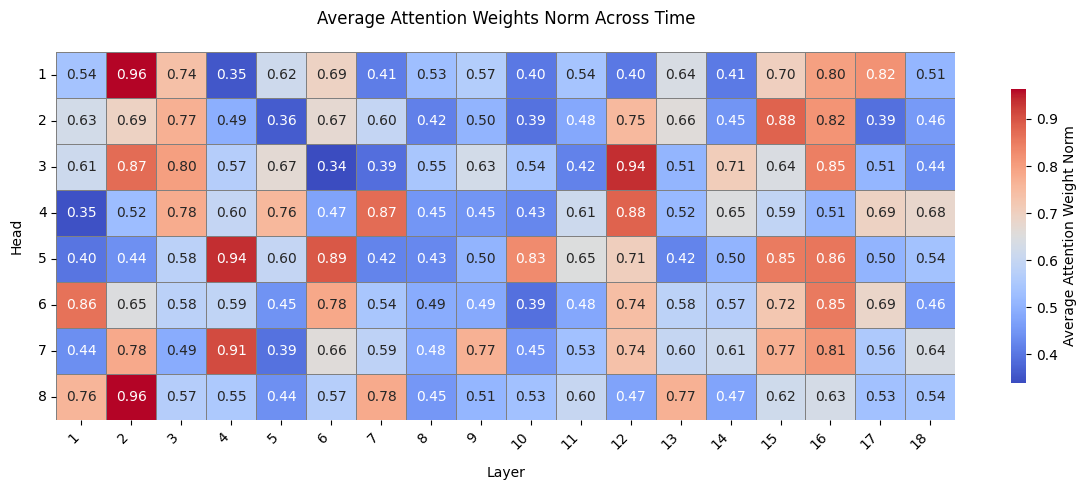 Average Attention Weights Norm Across Time
1 0.54 0.96 0.74 0.35 0.62 0.69 0.41 0.53 0.57 0.40 0.54 0.40 0.64 0.41 0.70 0.80 0.82 0.51
2 0.63 0.69 0.77 0.49 0.36 0.67 0.60 0.42 0.50 0.39 0.48 0.75 0.66 0.45 0.88 0.82 0.39 0.46
3 0.61 0.87 0.80 0.57 0.67 0.34 0.39 0.55 0.63 0.54 0.42 0.94 0.51 0.71 0.64 0.85 0.51 0.44
4 0.35 0.52 0.78 0.60 0.76 0.47 0.87 0.45 0.45 0.43 0.61 0.88 0.52 0.65 0.59 0.51 0.69 0.68
5 0.40 0.44 0.58 0.94 0.60 0.89 0.42 0.43 0.50 0.83 0.65 0.71 0.42 0.50 0.85 0.86 0.50 0.54
6 0.86 0.65 0.58 0.59 0.45 0.78 0.54 0.49 0.49 0.39 0.48 0.74 0.58 0.57 0.72 0.85 0.69 0.46
7 0.44 0.78 0.49 0.91 0.39 0.66 0.59 0.48 0.77 0.45 0.53 0.74 0.60 0.61 0.77 0.81 0.56 0.64
8 0.76 0.96 0.57 0.55 0.44 0.57 0.78 0.45 0.51 0.53 0.60 0.47 0.77 0.47 0.62 0.63 0.53 0.54
1 2 3 4 5 6 7 8 9 10 11 12 13 14 15 16 17 18
Layer
Head
0.9
0.8
0.7
0.6
0.5
0.4
Average Attention Weight Norm